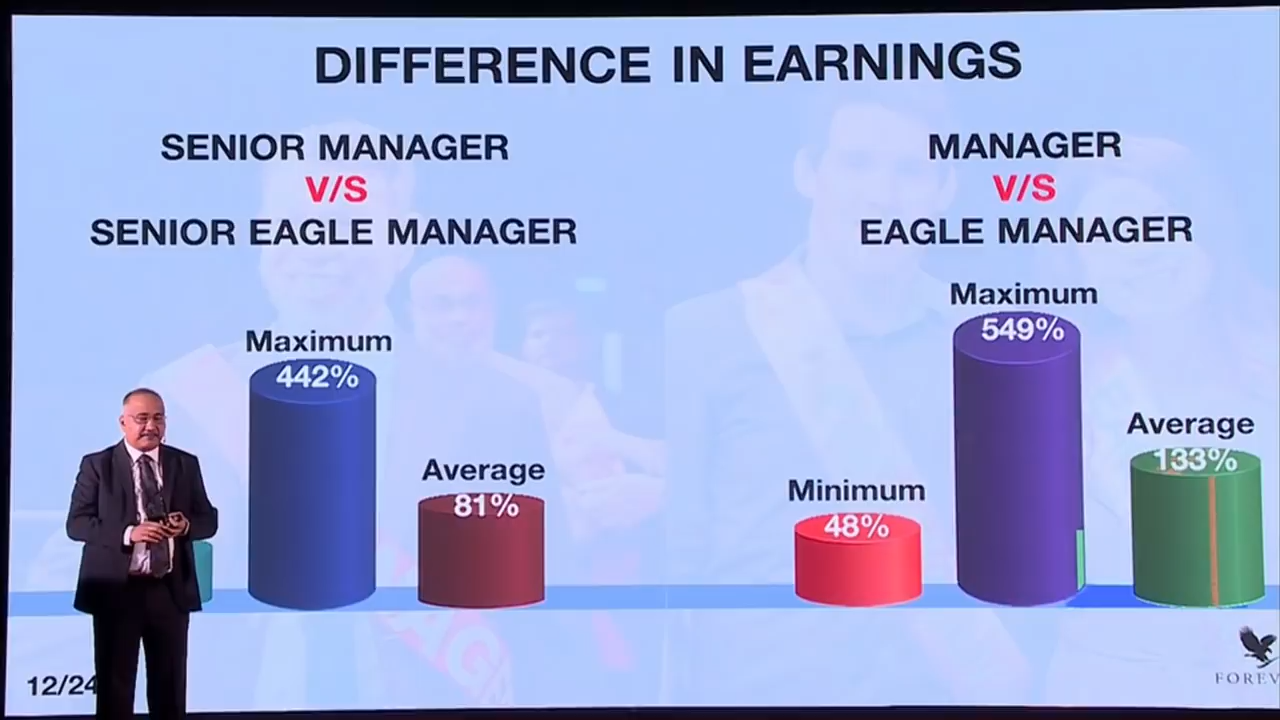 DIFFERENCE IN EARNINGS
SENIOR MANAGER
V/S
SENIOR EAGLE MANAGER
Maximum
442%
Average
81%
MANAGER
V/S
EAGLE MANAGER
Minimum
48%
Maximum
549%
Average
133%
12/24
FOREV